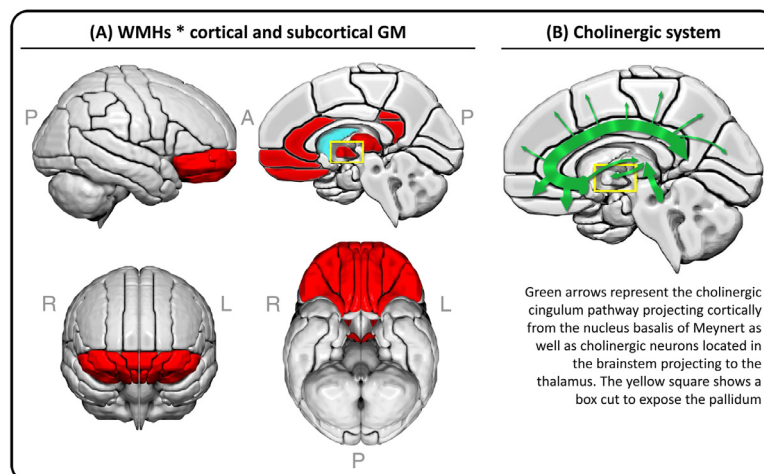 (A) WMHs * cortical and subcortical GM
(B) Cholinergic system
P
A
P
R
L
R
L
P
Green arrows represent the cholinergic
cingulum pathway projecting cortically
from the nucleus basalis of Meynert as
well as cholinergic neurons located in
the brainstem projecting to the
thalamus. The yellow square shows a
box cut to expose the pallidum